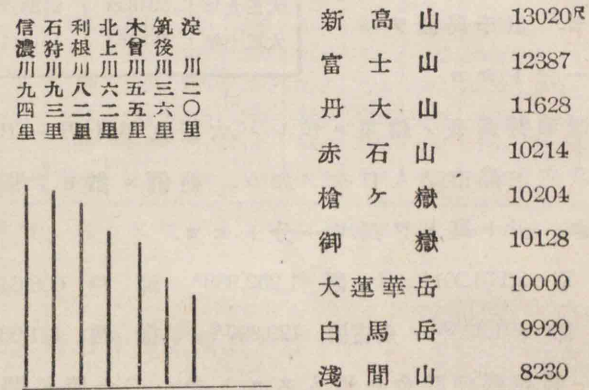 淀川二〇里
筑後川三六里
木曾川五五里
北上川六二里
利根川八二里
石狩川九三里
信濃川九四里
新高山 13020尺
富士山 12387
丹大山 11628
赤石山 10214
槍ケ嶽 10204
御嶽 10128
大蓮華岳 10000
白馬岳 9920
淺間山 8230